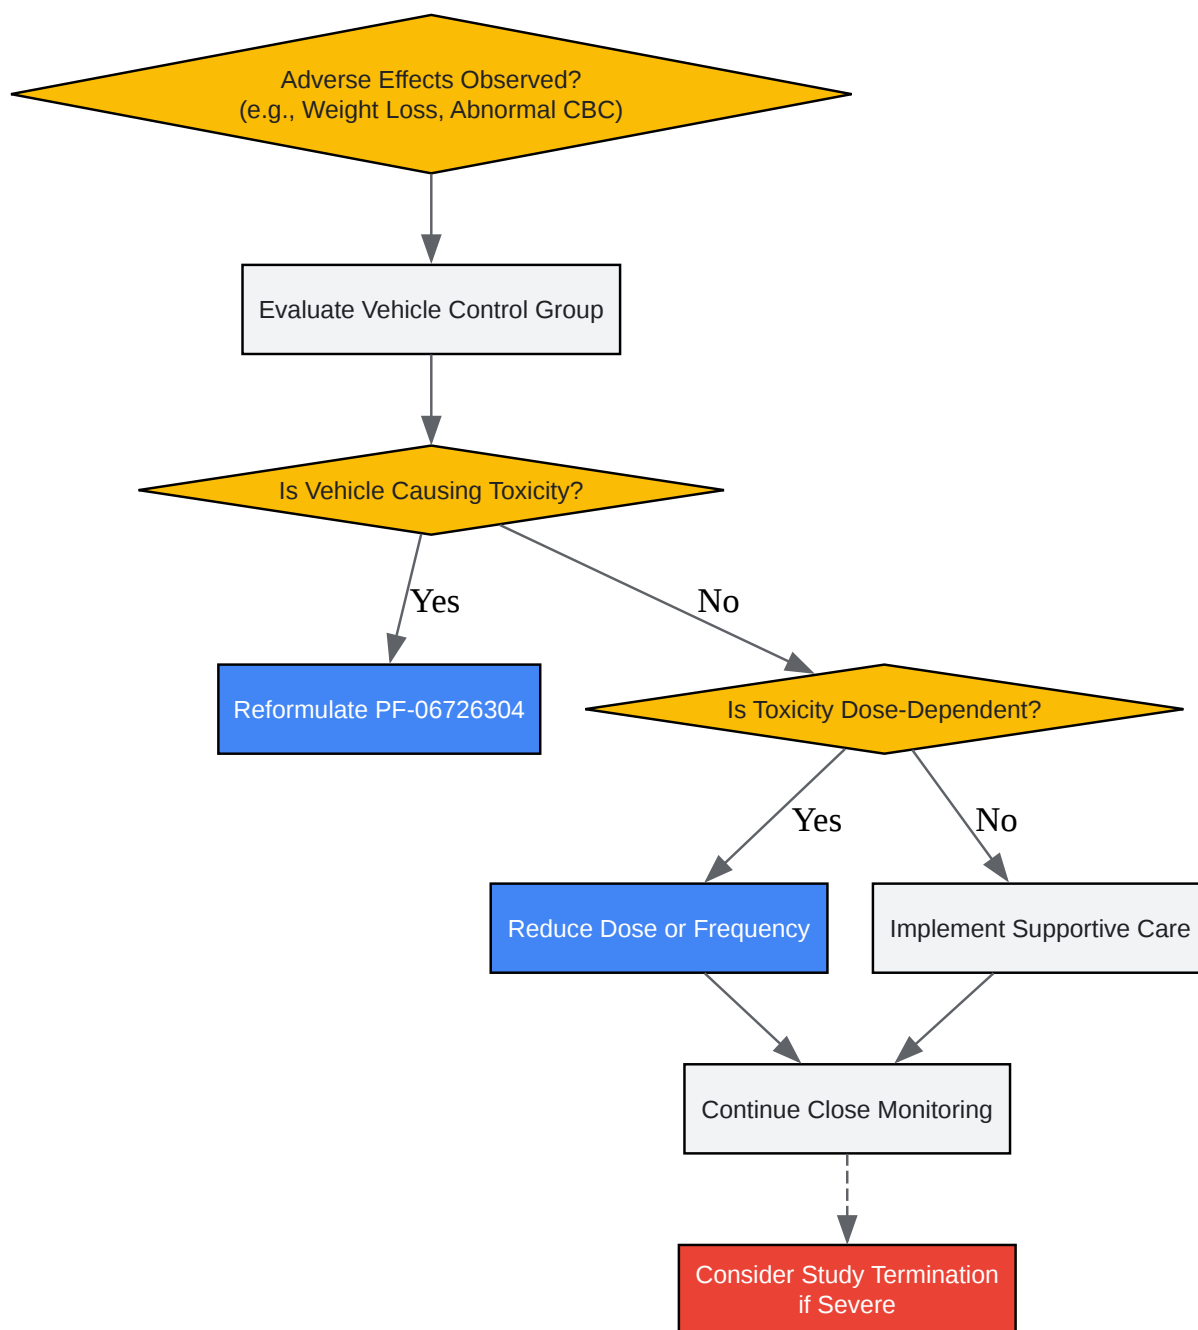 Adverse Effects Observed?
(e.g., Weight Loss, Abnormal CBC)
Evaluate Vehicle Control Group
Is Vehicle Causing Toxicity?
Yes
No
Reformulate PF-06726304
Is Toxicity Dose-Dependent?
Yes
No
Reduce Dose or Frequency
Implement Supportive Care
Continue Close Monitoring
Consider Study Termination
if Severe